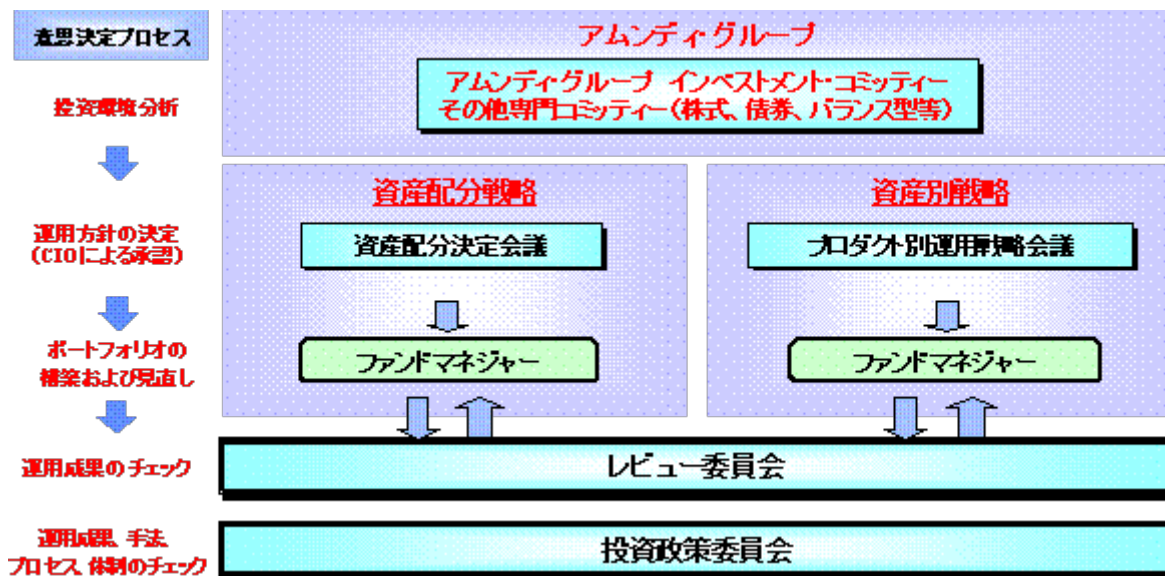 意思決定プロセス
アムンディ・グループ
アムンディ・グループ インベストメント・コミッティー
その他専門コミッティー(株式、債券、バランス型等)
投資環境分析
資産配分戦略
資産別戦略
運用方針の決定
(CIOによる承認)
資産配分決定会議
プロダクト別運用戦略会議
ポートフォリオの
構築および見直し
ファンドマネジャー
ファンドマネジャー
運用成果のチェック
レビュー委員会
運用成果、手法、
プロセス、体制のチェック
投資政策委員会